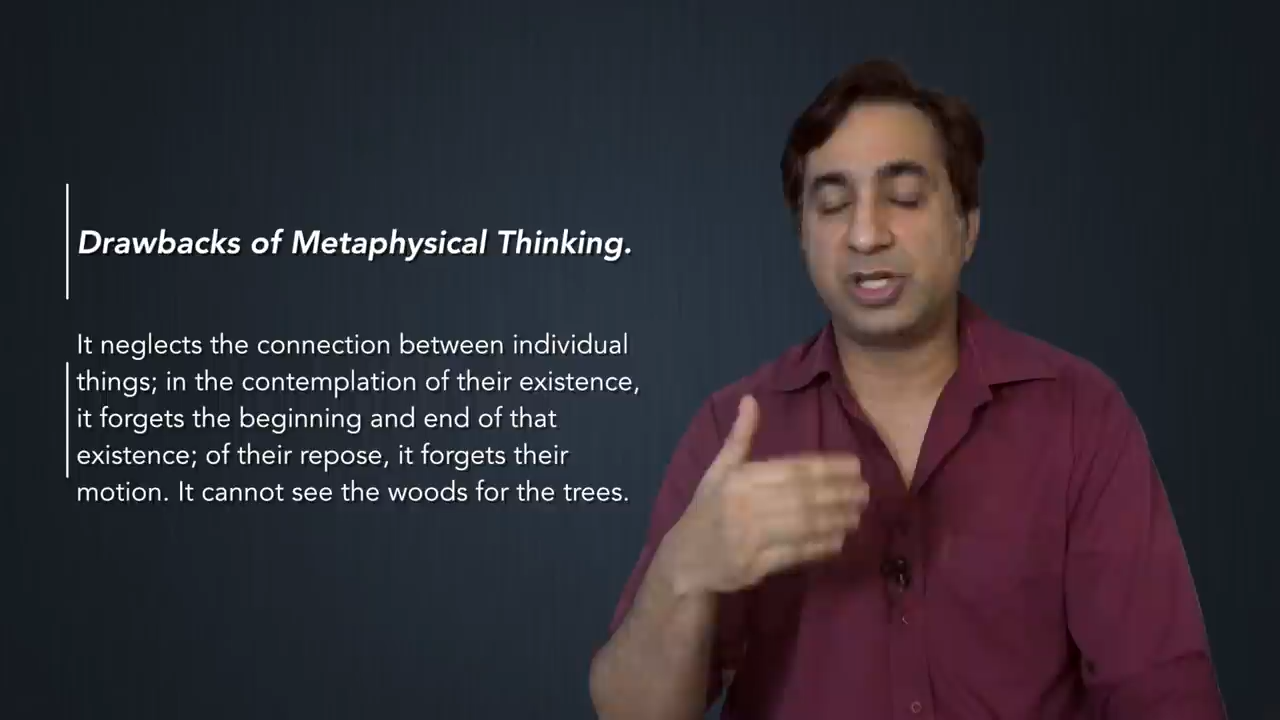 Drawbacks of Metaphysical Thinking.
It neglects the connection between individual
things; in the contemplation of their existence,
it forgets the beginning and end of that
existence; of their repose, it forgets their
motion. It cannot see the woods for the trees.